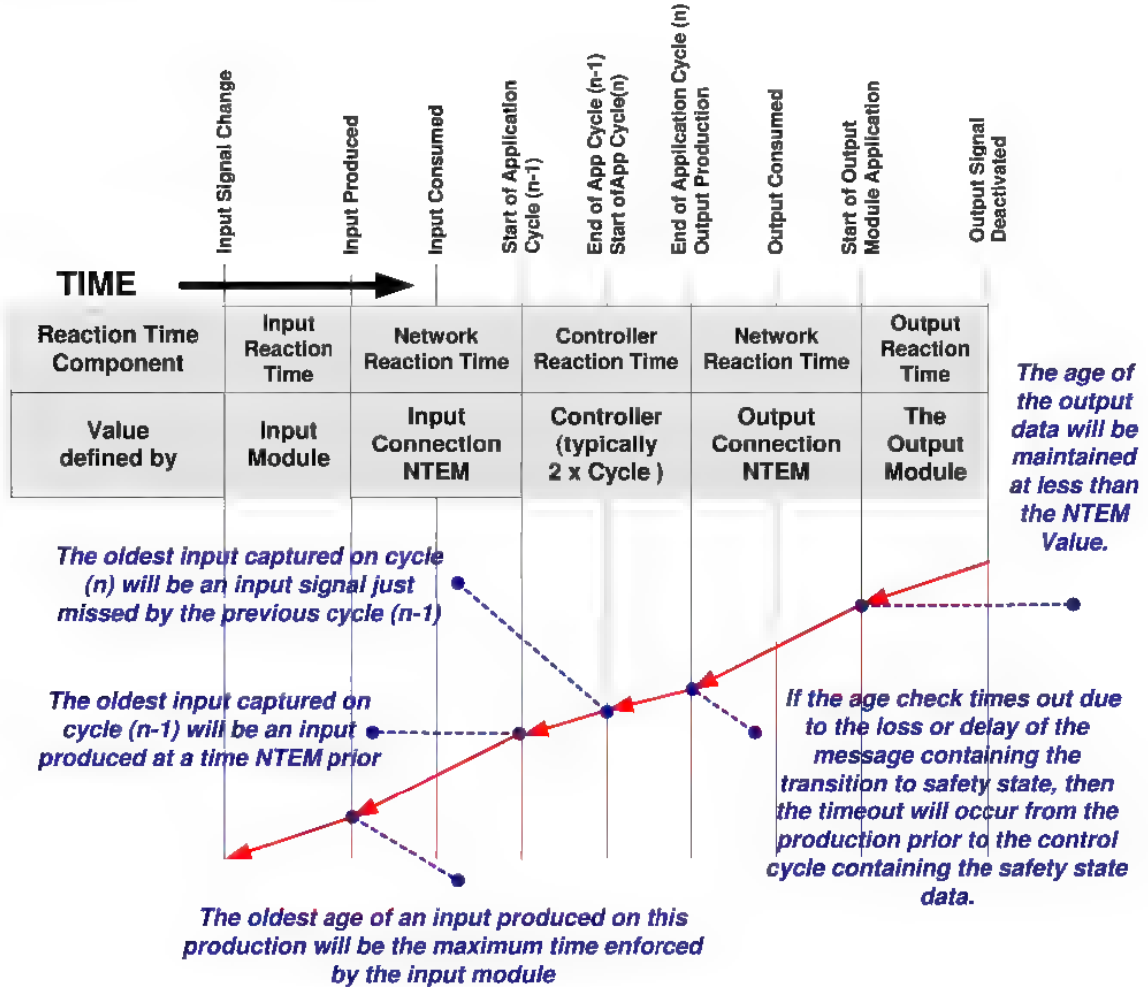 Input Signal Change
Input Produced
Input Consumed
Start of Application
Cycle (n-1)
End of App Cycle (n-1)
Start ofApp Cycle(n)
End of Application Cycle (n)
Output Production
Output Consumed
Start of Output
Module Application
Output Signal
Deactivated
TIME
Reaction Time
Component
Input
Reaction
Time
Network
Reaction Time
Controller
Reaction Time
Network
Reaction Time
Output
Reaction
Time
Value
defined by
Input
Module
Input
Connection
NTEM
Controller
(typically
2 x Cycle )
Output
Connection
NTEM
The
Output
Module
The age of
the output
data will be
maintained
at less than
the NTEM
Value.
The oldest input captured on cycle
(n) will be an input signal just
missed by the previous cycle (n-1)
The oldest input captured on
cycle (n-1) will be an input
produced at a time NTEM prior
If the age check times out due
to the loss or delay of the
message containing the
transition to safety state, then
the timeout will occur from the
production prior to the control
cycle containing the safety state
data.
The oldest age of an input produced on this
production will be the maximum time enforced
by the input module